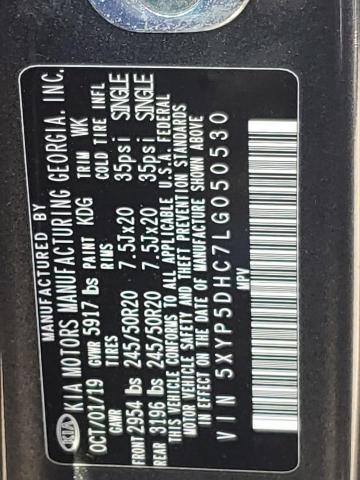 MANUFACTURED BY
KIA KIA MOTORS MANUFACTURING GEORGIA, INC.
OCT/01/19 GVWR 5917 lbs PAINT KDG TRIM WK
GAWR TIRES RIMS COLD TIRE INFL
FRONT 2954 lbs 245/50R20 7.5Jx20 35psi SINGLE
REAR 3196 lbs 245/50R20 7.5Jx20 35psi SINGLE
THIS VEHICLE CONFORMS TO ALL APPLICABLE U.S.A. FEDERAL
MOTOR VEHICLE SAFETY AND THEFT PREVENTION STANDARDS
IN EFFECT ON THE DATE OF MANUFACTURE SHOWN ABOVE
VIN 5XYP5DHC7LG050530
MPV